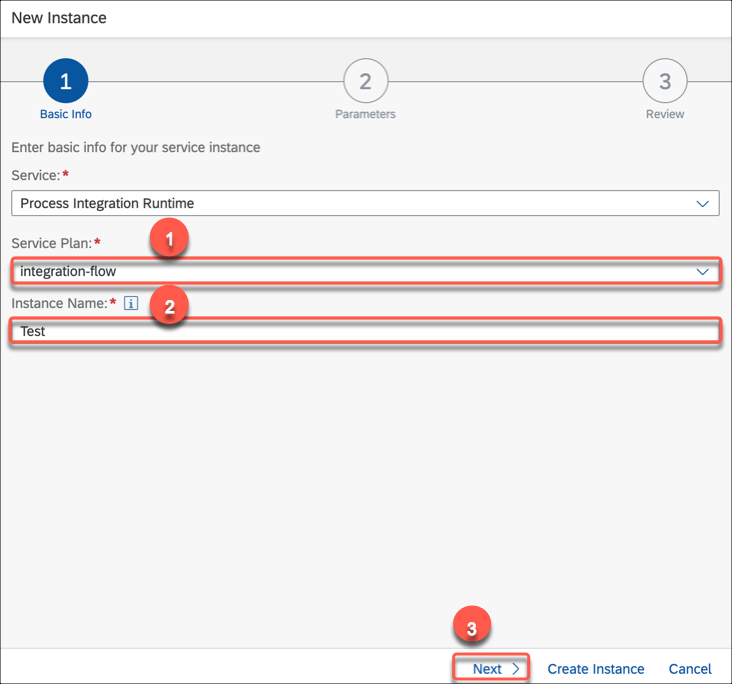 New Instance
1 2 3
Basic Info Parameters Review
Enter basic info for your service instance
Service:*
Process Integration Runtime
Service Plan:* 1
integration-flow
Instance Name:* i 2
Test
3
Next Create Instance Cancel